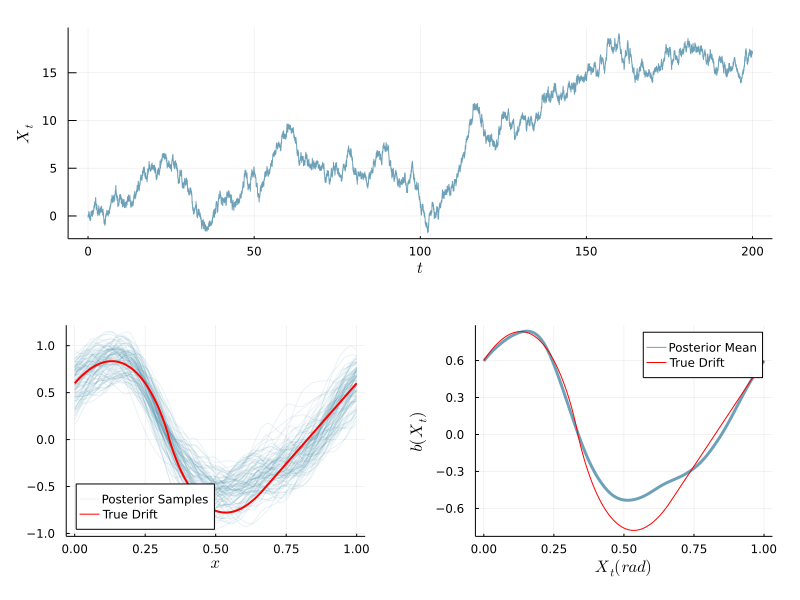 15
10
5
0
X_t
0 50 100 150 200
t
1.0
0.5
0.0
−0.5
−1.0
Posterior Samples
True Drift
0.00 0.25 0.50 0.75 1.00
x
0.6
0.3
0.0
−0.3
−0.6
b(X_t)
Posterior Mean
True Drift
0.00 0.25 0.50 0.75 1.00
X_t(rad)